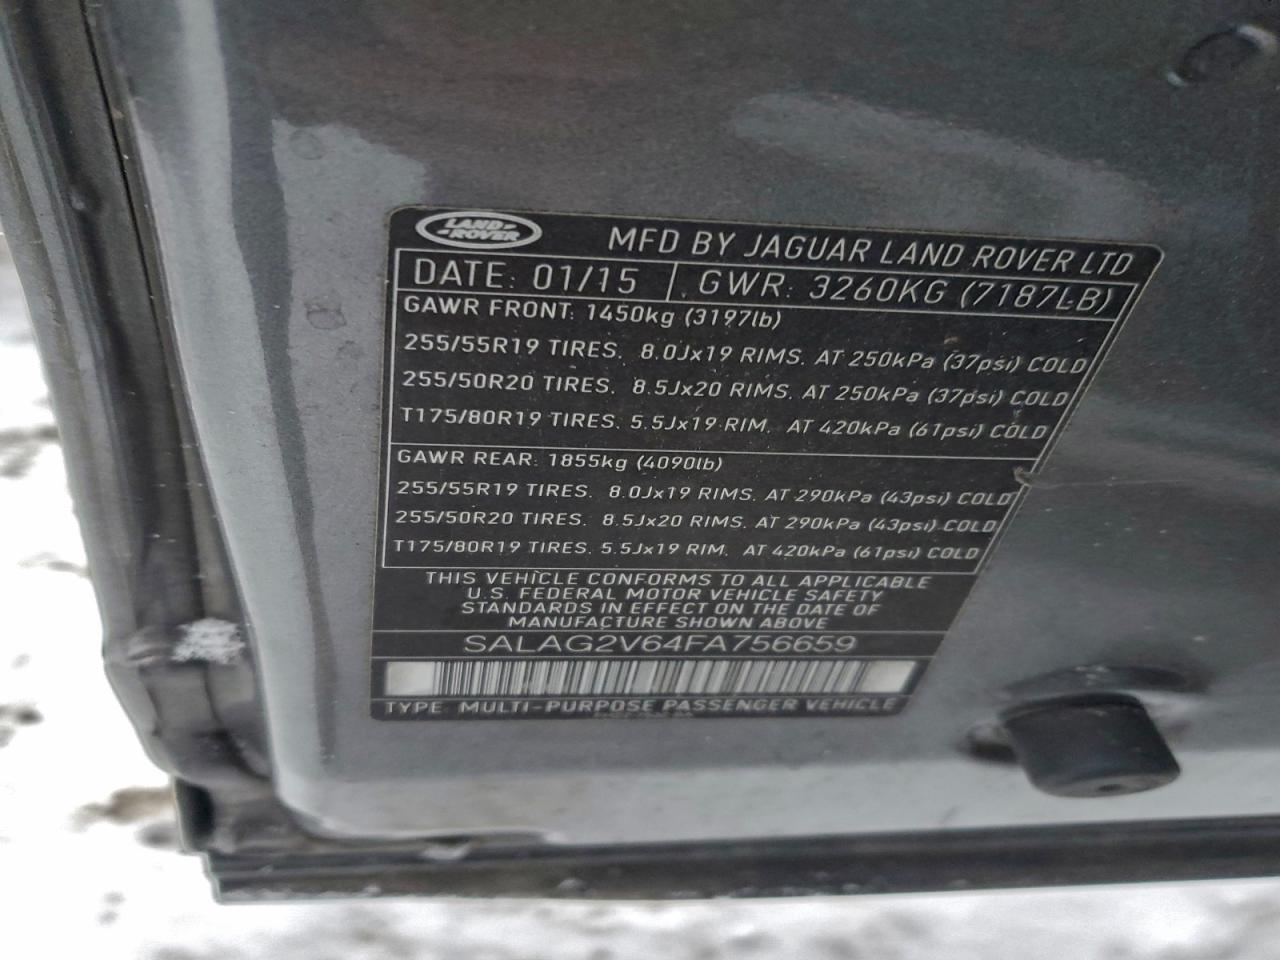 LAND-
-ROVER
MFD BY JAGUAR LAND ROVER LTD
DATE: 01/15 GWR: 3260KG (7187LB)
GAWR FRONT: 1450kg (3197lb)
255/55R19 TIRES. 8.0Jx19 RIMS. AT 250kPa (37psi) COLD
255/50R20 TIRES. 8.5Jx20 RIMS. AT 250kPa (37psi) COLD
T175/80R19 TIRES. 5.5Jx19 RIM. AT 420kPa (61psi) COLD
GAWR REAR: 1855kg (4090lb)
255/55R19 TIRES. 8.0Jx19 RIMS. AT 290kPa (43psi) COLD
255/50R20 TIRES. 8.5Jx20 RIMS. AT 290kPa (43psi) COLD
T175/80R19 TIRES. 5.5Jx19 RIM. AT 420kPa (61psi) COLD
THIS VEHICLE CONFORMS TO ALL APPLICABLE
U.S. FEDERAL MOTOR VEHICLE SAFETY
STANDARDS IN EFFECT ON THE DATE OF
MANUFACTURE SHOWN ABOVE
SALAG2V64FA756659
TYPE MULTI-PURPOSE PASSENGER VEHICLE